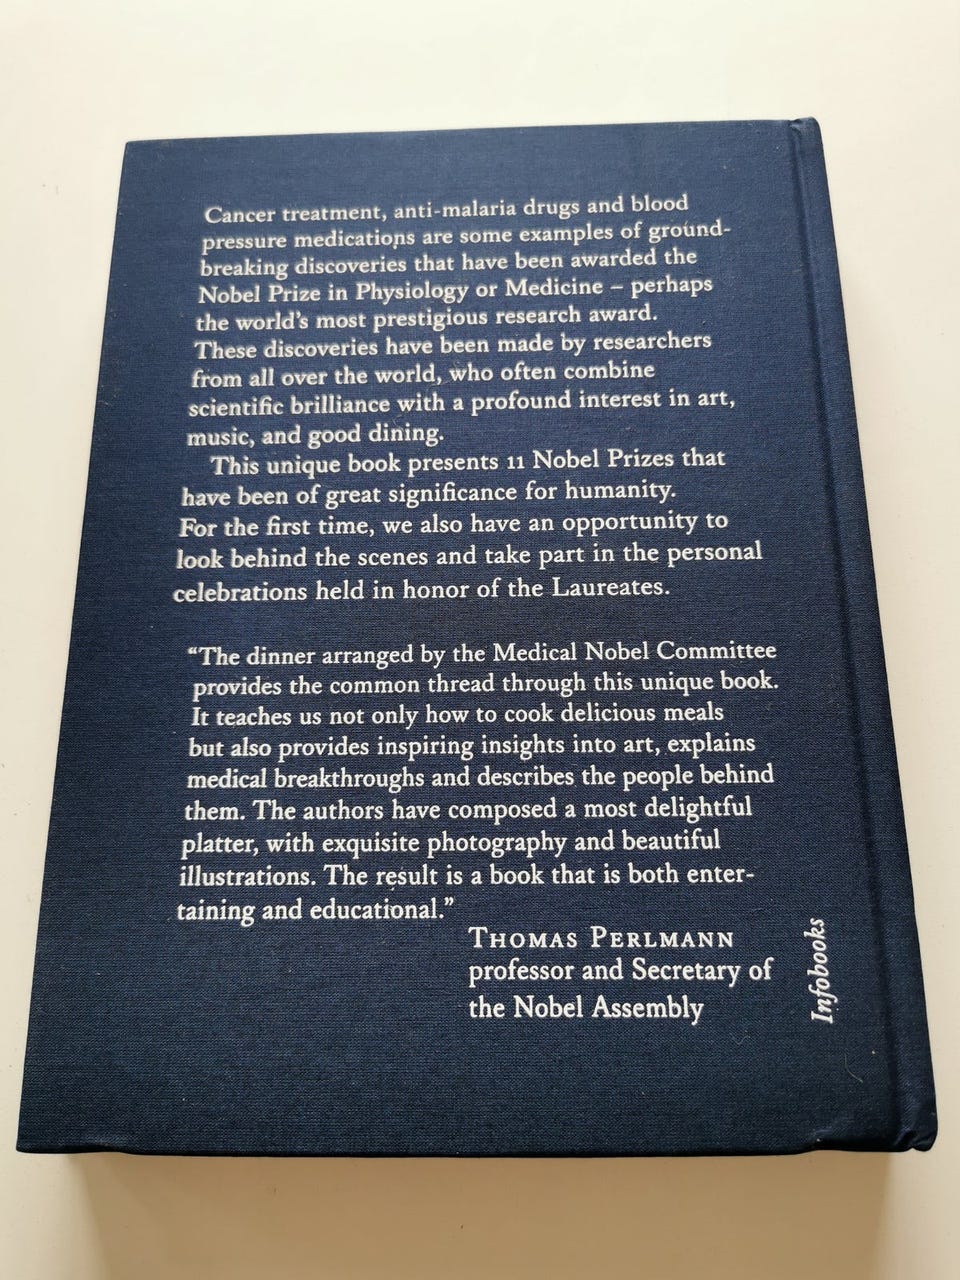 Cancer treatment, anti-malaria drugs and blood
pressure medications are some examples of ground-
breaking discoveries that have been awarded the
Nobel Prize in Physiology or Medicine – perhaps
the world's most prestigious research award.
These discoveries have been made by researchers
from all over the world, who often combine
scientific brilliance with a profound interest in art,
music, and good dining.
This unique book presents 11 Nobel Prizes that
have been of great significance for humanity.
For the first time, we also have an opportunity to
look behind the scenes and take part in the personal
celebrations held in honor of the Laureates.
“The dinner arranged by the Medical Nobel Committee
provides the common thread through this unique book.
It teaches us not only how to cook delicious meals
but also provides inspiring insights into art, explains
medical breakthroughs and describes the people behind
them. The authors have composed a most delightful
platter, with exquisite photography and beautiful
illustrations. The result is a book that is both enter-
taining and educational.”
THOMAS PERLMANN
professor and Secretary of
the Nobel Assembly
Infobooks